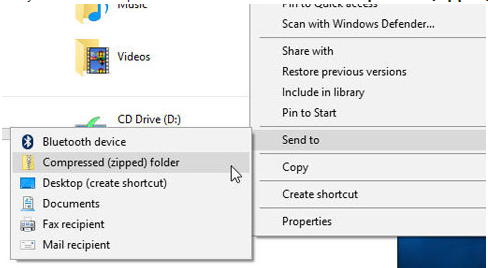 Music
Videos
CD Drive (D:)
Pin to Quick access
Scan with Windows Defender...
Share with
Restore previous versions
Include in library
Pin to Start
Send to
Copy
Create shortcut
Properties
Bluetooth device
Compressed (zipped) folder
Desktop (create shortcut)
Documents
Fax recipient
Mail recipient